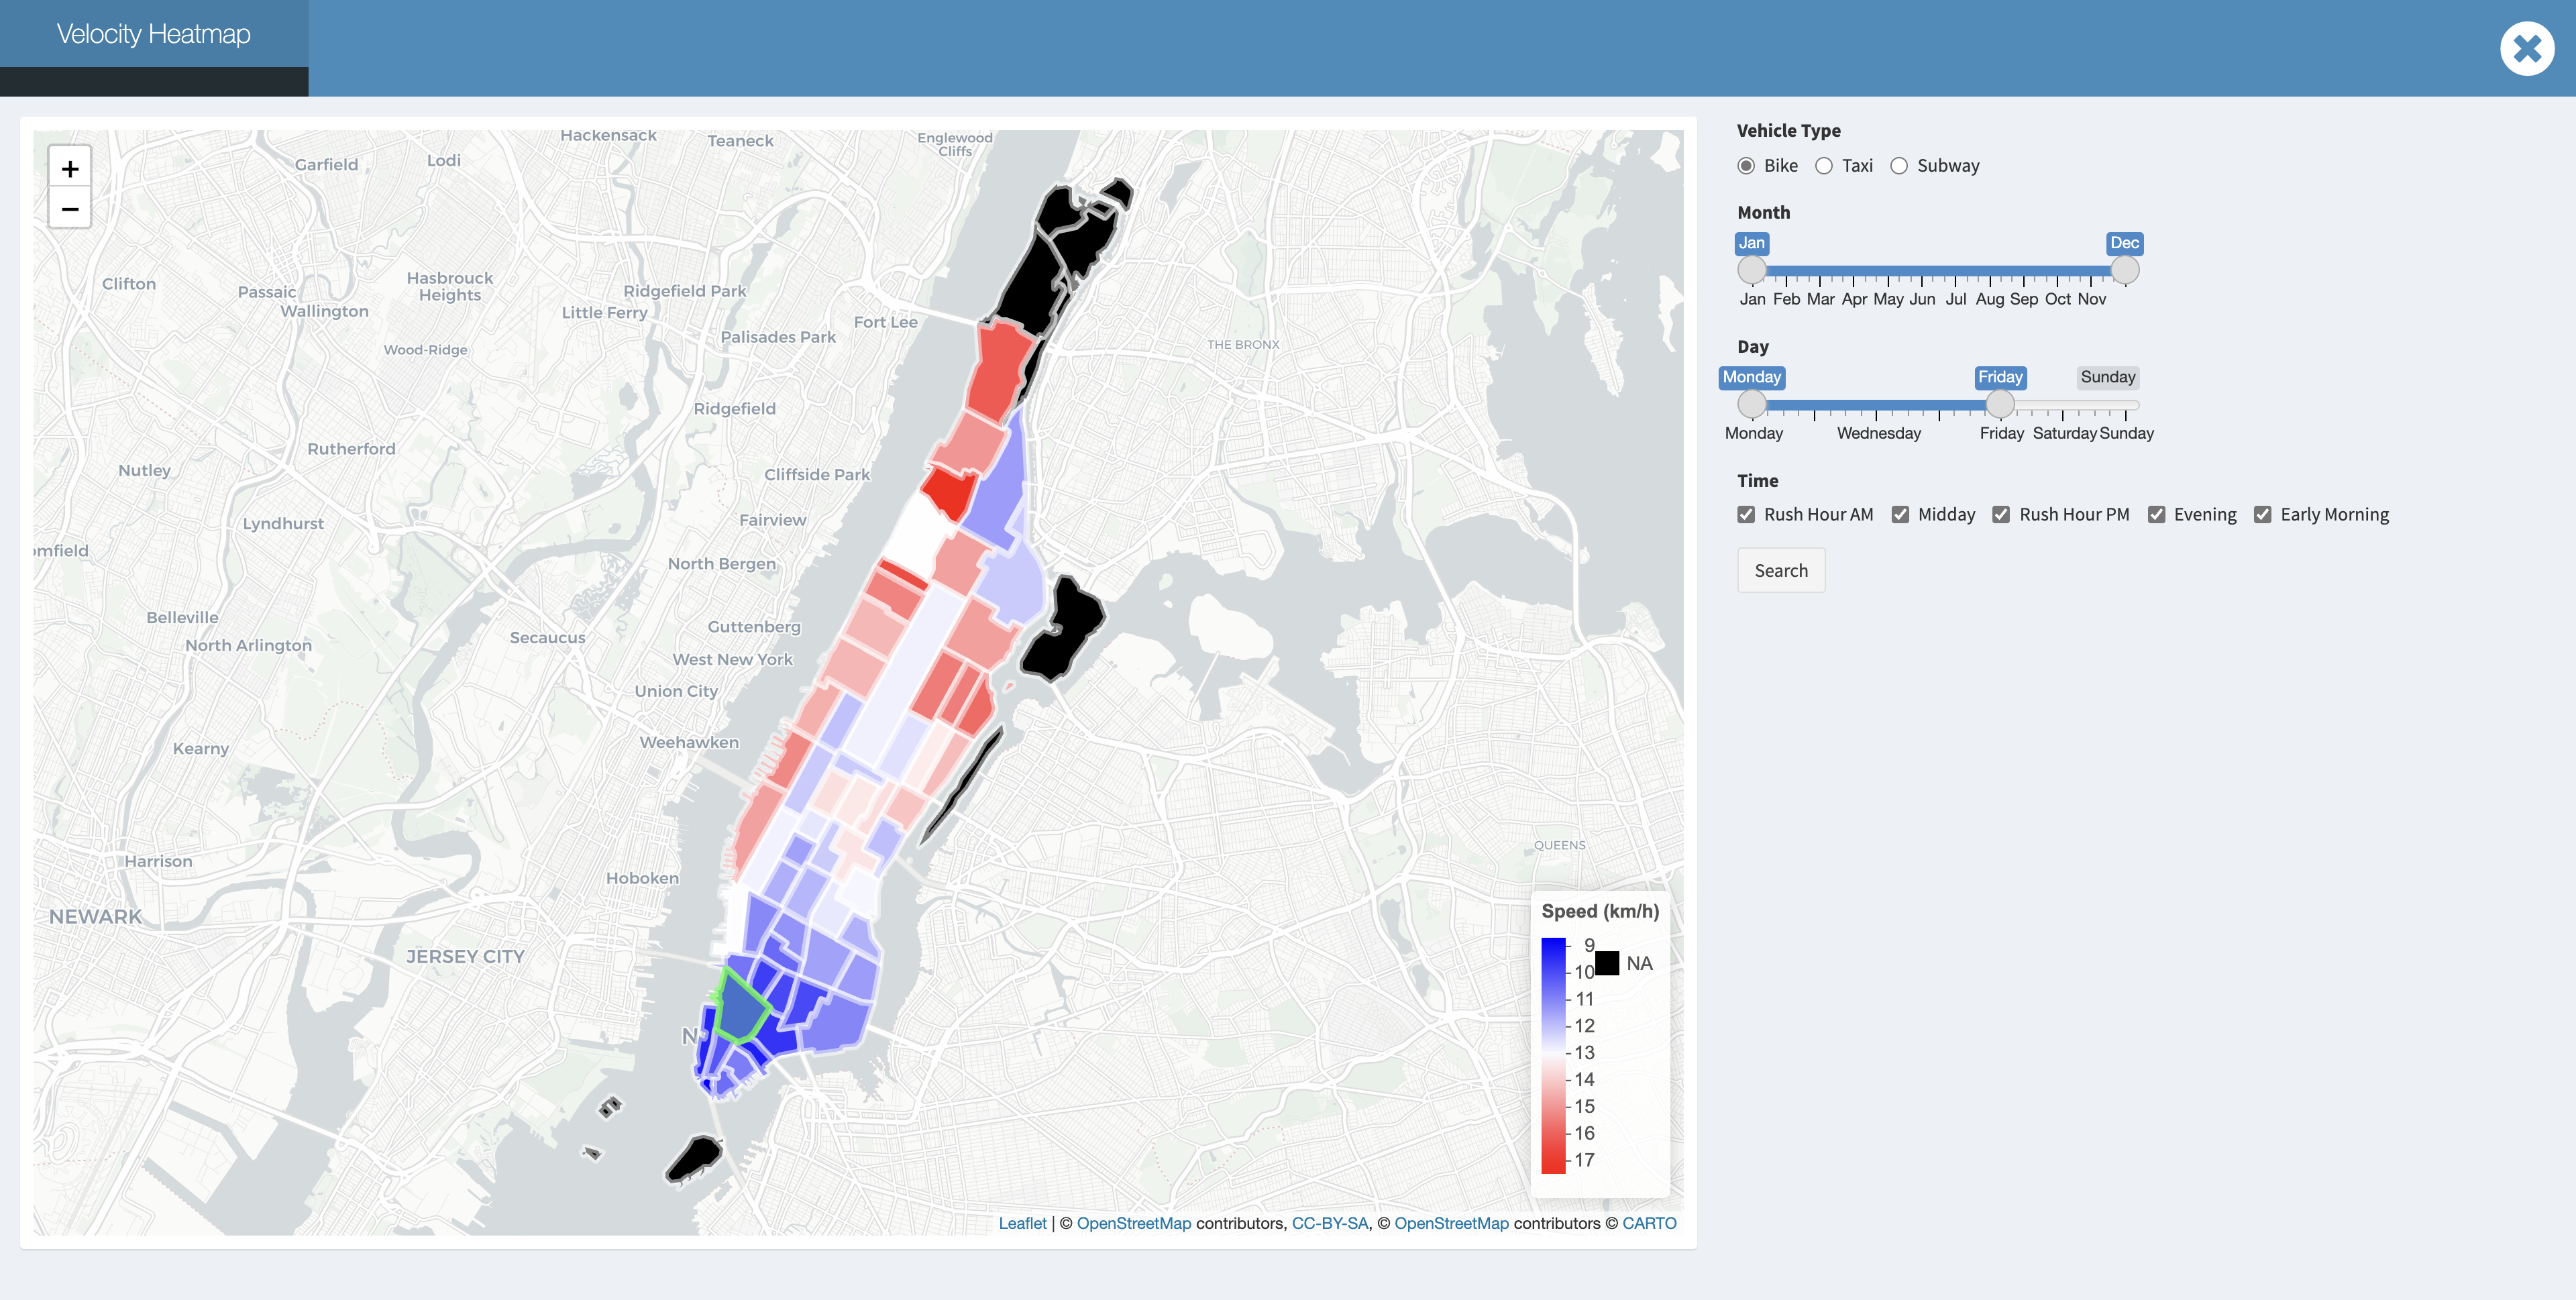 Velocity Heatmap
+
−
Hackensack
Teaneck
Englewood
Cliffs
Garfield
Lodi
Clifton
Passaic
Wallington
Hasbrouck
Heights
Ridgefield Park
Little Ferry
Fort Lee
Palisades Park
Wood-Ridge
THE BRONX
Ridgefield
Rutherford
Nutley
Cliffside Park
Lyndhurst
Fairview
omfield
North Bergen
Belleville
Guttenberg
Secaucus
North Arlington
West New York
Union City
Weehawken
Kearny
QUEENS
Harrison
Hoboken
NEWARK
JERSEY CITY
N
Speed (km/h)
9
10
11
12
13
14
15
16
17
NA
Leaflet | © OpenStreetMap contributors, CC-BY-SA, © OpenStreetMap contributors © CARTO
Vehicle Type
Bike Taxi Subway
Month
Jan Dec
Jan Feb Mar Apr May Jun Jul Aug Sep Oct Nov
Day
Monday Friday Sunday
Monday Wednesday Friday Saturday Sunday
Time
Rush Hour AM Midday Rush Hour PM Evening Early Morning
Search